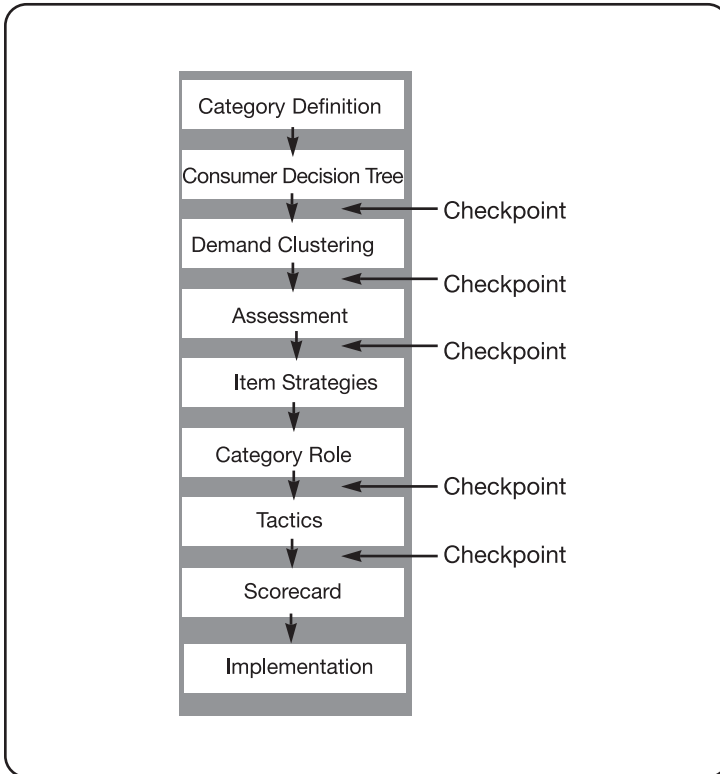 Category Definition
Consumer Decision Tree
Checkpoint
Demand Clustering
Checkpoint
Assessment
Checkpoint
Item Strategies
Category Role
Checkpoint
Tactics
Checkpoint
Scorecard
Implementation